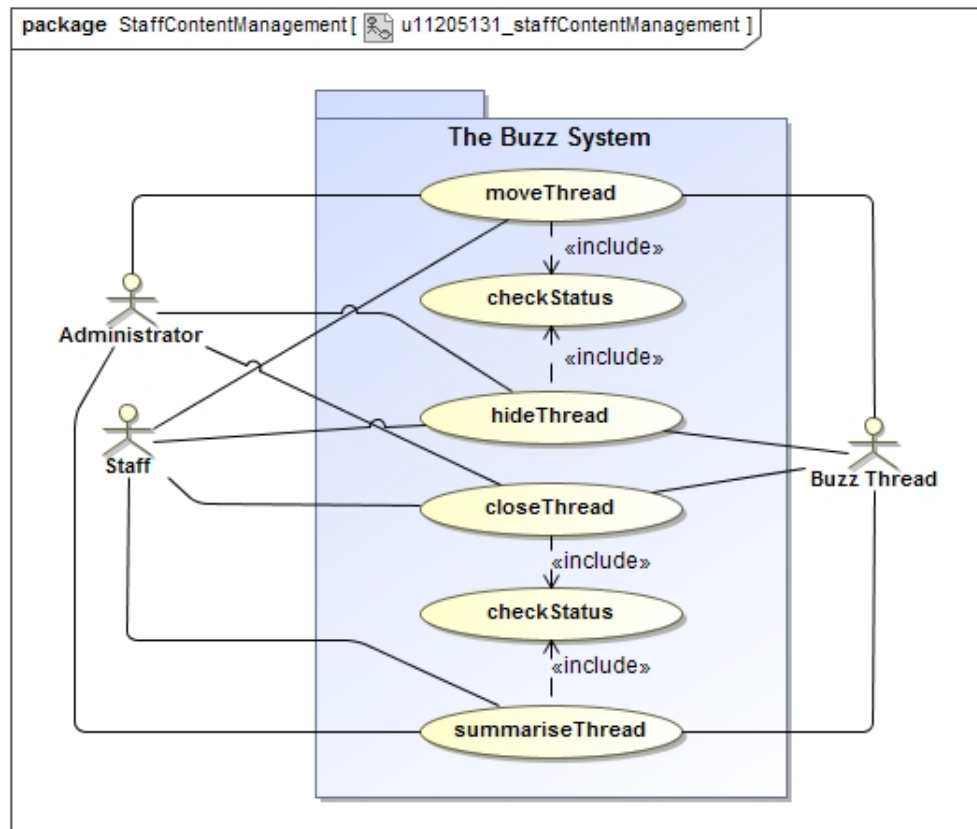 package StaffContentManagement [ u11205131_staffContentManagement ]
The Buzz System
moveThread
«include»
checkStatus
Administrator
«include»
hideThread
Staff
Buzz Thread
closeThread
«include»
checkStatus
«include»
summariseThread